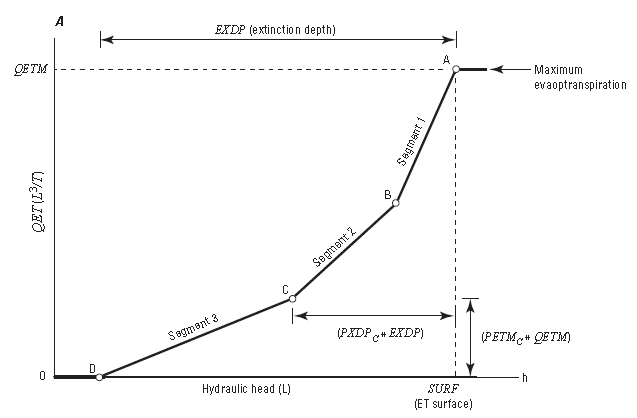 A
EXDP (extinction depth)
A
QETM
Maximum
evaoptranspiration
Segment 1
QET (L³/T)
B
Segment 2
C
Segment 3
(PXDP_C * EXDP)
(PETM_C * QETM)
D
0
h
Hydraulic head (L)
SURF
(ET surface)